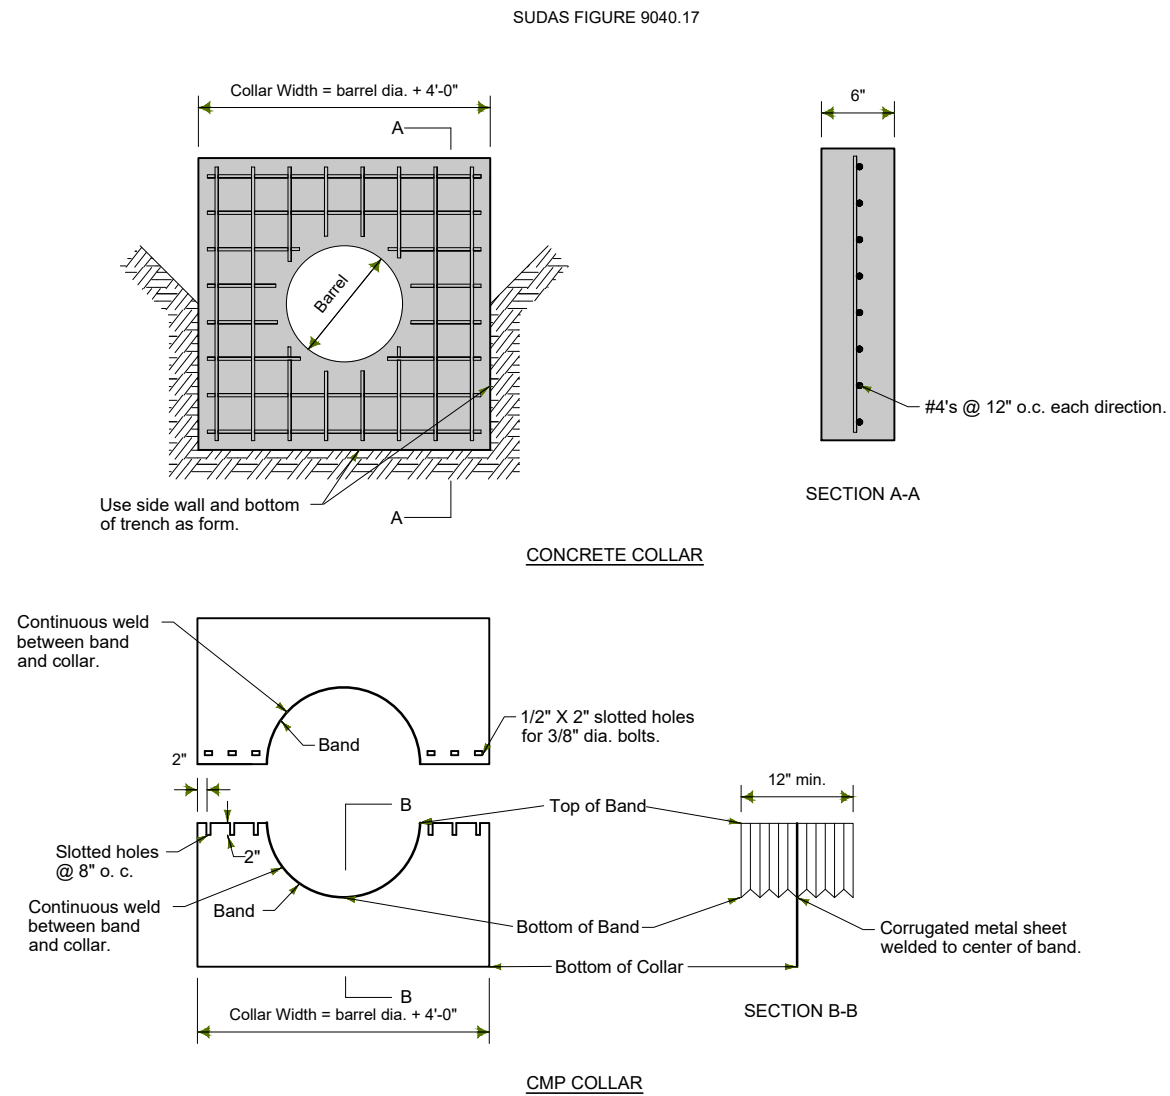 SUDAS FIGURE 9040.17
Collar Width = barrel dia. + 4'-0"
6"
A
Barrel
#4's @ 12" o.c. each direction.
Use side wall and bottom
of trench as form.
A
SECTION A-A
CONCRETE COLLAR
Continuous weld
between band
and collar.
1/2" X 2" slotted holes
for 3/8" dia. bolts.
Band
2"
12" min.
B
Top of Band
Slotted holes
@ 8" o. c.
2"
Continuous weld
between band
and collar.
Band
Bottom of Band
Corrugated metal sheet
welded to center of band.
Bottom of Collar
B
Collar Width = barrel dia. + 4'-0"
SECTION B-B
CMP COLLAR